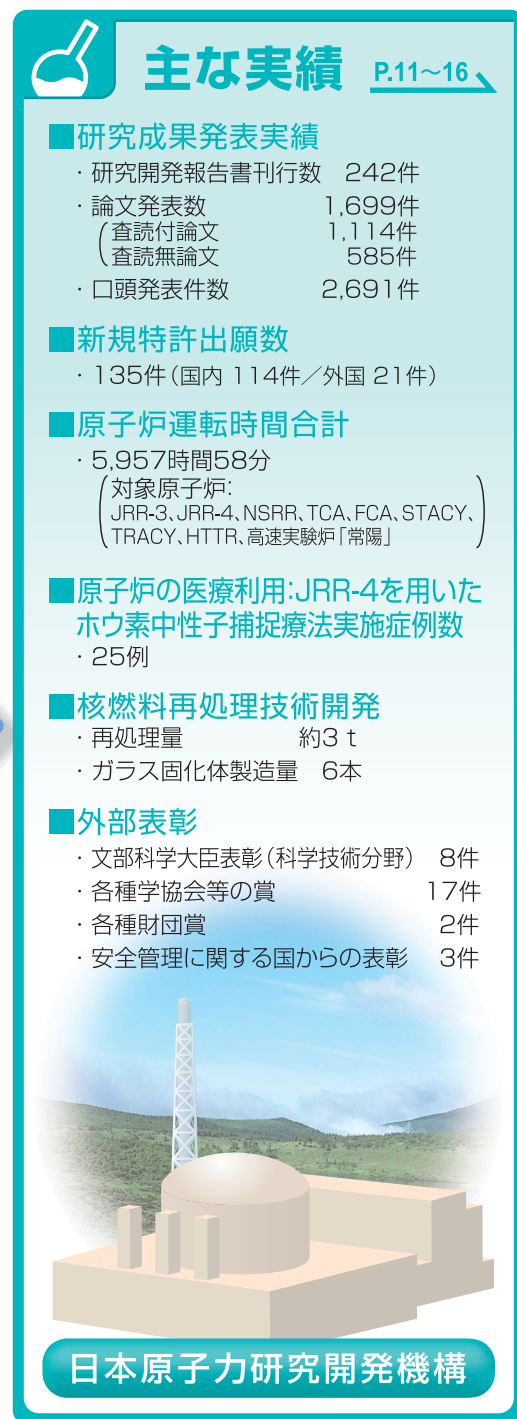 主な実績 P.11～16
■研究成果発表実績
・研究開発報告書刊行数 242件
・論文発表数 1,699件
(査読付論文 1,114件
査読無論文 585件
・口頭発表件数 2,691件
■新規特許出願数
・135件（国内 114件／外国 21件）
■原子炉運転時間合計
・5,957時間58分
(対象原子炉:
JRR-3、JRR-4、NSRR、TCA、FCA、STACY、
TRACY、HTTR、高速実験炉「常陽」)
■原子炉の医療利用:JRR-4を用いた
ホウ素中性子捕捉療法実施症例数
・25例
■核燃料再処理技術開発
・再処理量 約3 t
・ガラス固化体製造量 6本
■外部表彰
・文部科学大臣表彰（科学技術分野） 8件
・各種学協会等の賞 17件
・各種財団賞 2件
・安全管理に関する国からの表彰 3件
日本原子力研究開発機構